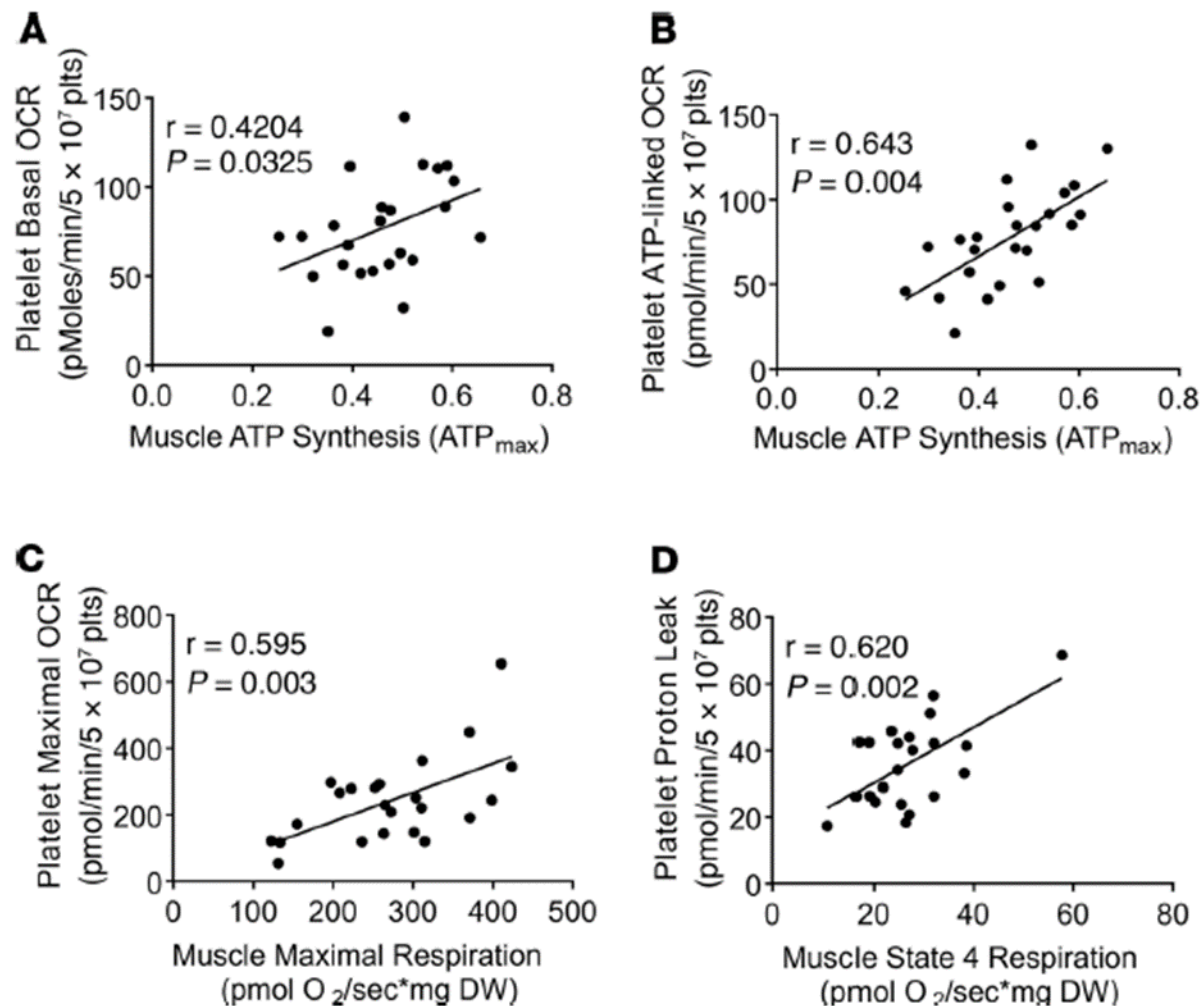 A
Platelet Basal OCR
(pMoles/min/5 × 10⁷ plts)
150
100
50
0
r = 0.4204
P = 0.0325
0.0 0.2 0.4 0.6 0.8
Muscle ATP Synthesis (ATPmax)
B
Platelet ATP-linked OCR
(pmol/min/5 × 10⁷ plts)
150
100
50
0
r = 0.643
P = 0.004
0.0 0.2 0.4 0.6 0.8
Muscle ATP Synthesis (ATPmax)
C
Platelet Maximal OCR
(pmol/min/5 × 10⁷ plts)
800
600
400
200
0
r = 0.595
P = 0.003
0 100 200 300 400 500
Muscle Maximal Respiration
(pmol O₂/sec*mg DW)
D
Platelet Proton Leak
(pmol/min/5 × 10⁷ plts)
80
60
40
20
0
r = 0.620
P = 0.002
0 20 40 60 80
Muscle State 4 Respiration
(pmol O₂/sec*mg DW)